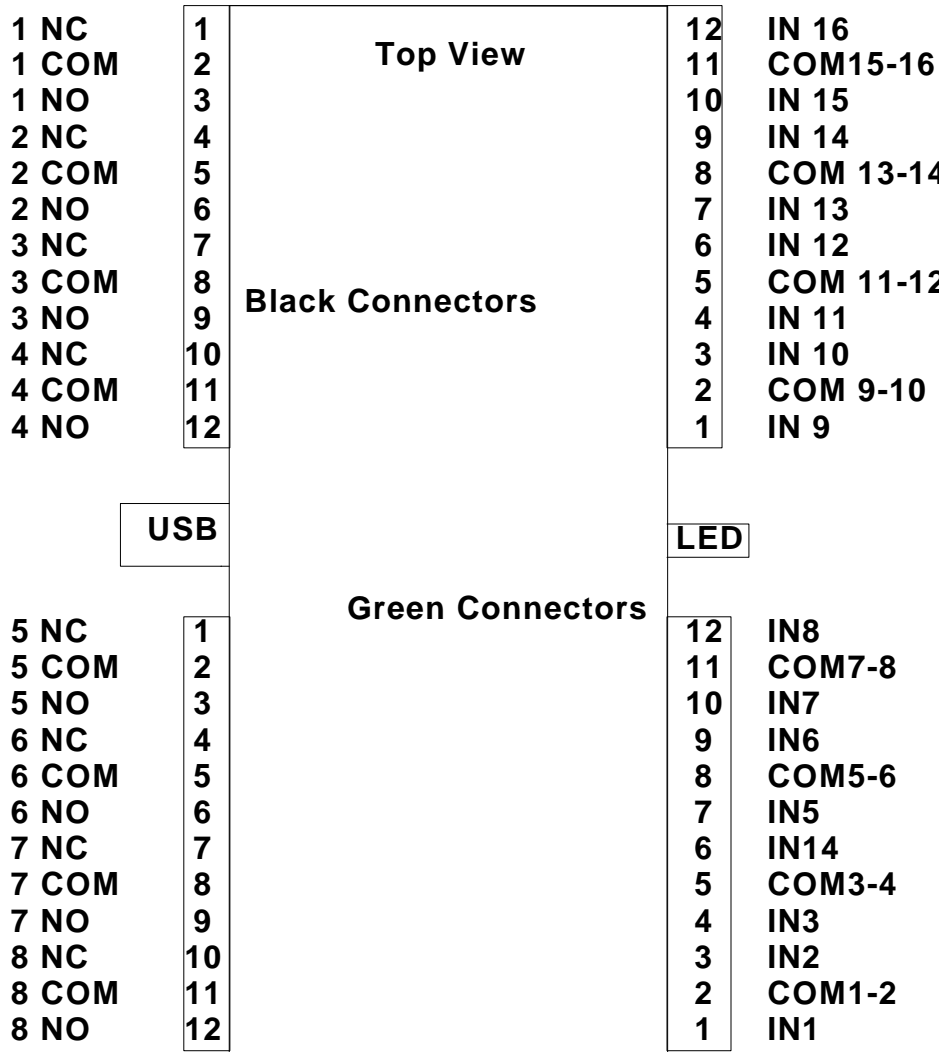 1 NC 1 Top View 12 IN 16
1 COM 2 11 COM15-16
1 NO 3 10 IN 15
2 NC 4 9 IN 14
2 COM 5 8 COM 13-14
2 NO 6 7 IN 13
3 NC 7 6 IN 12
3 COM 8 Black Connectors 5 COM 11-12
3 NO 9 4 IN 11
4 NC 10 3 IN 10
4 COM 11 2 COM 9-10
4 NO 12 1 IN 9
USB LED
Green Connectors
5 NC 1 12 IN8
5 COM 2 11 COM7-8
5 NO 3 10 IN7
6 NC 4 9 IN6
6 COM 5 8 COM5-6
6 NO 6 7 IN5
7 NC 7 6 IN14
7 COM 8 5 COM3-4
7 NO 9 4 IN3
8 NC 10 3 IN2
8 COM 11 2 COM1-2
8 NO 12 1 IN1